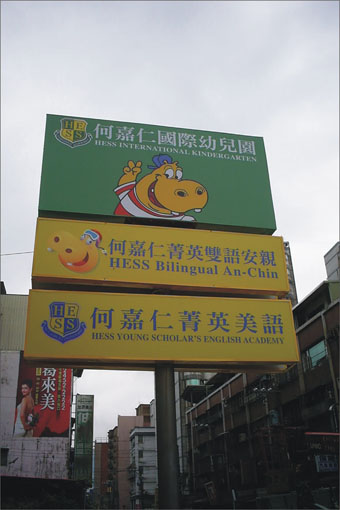 HESS
何嘉仁國際幼兒園
HESS INTERNATIONAL KINDERGARTEN
何嘉仁菁英雙語安親
HESS Bilingual An-Chin
HESS
何嘉仁菁英美語
HESS YOUNG SCHOLAR'S ENGLISH ACADEMY
來美